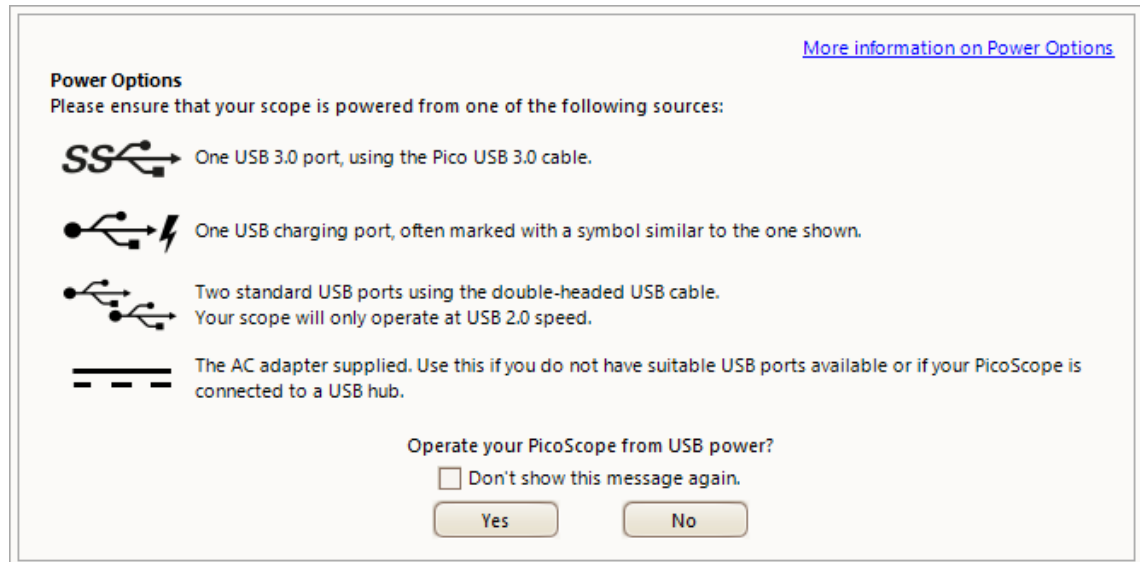 More information on Power Options
Power Options
Please ensure that your scope is powered from one of the following sources:
SS
One USB 3.0 port, using the Pico USB 3.0 cable.
One USB charging port, often marked with a symbol similar to the one shown.
Two standard USB ports using the double-headed USB cable.
Your scope will only operate at USB 2.0 speed.
The AC adapter supplied. Use this if you do not have suitable USB ports available or if your PicoScope is
connected to a USB hub.
Operate your PicoScope from USB power?
Don't show this message again.
Yes
No